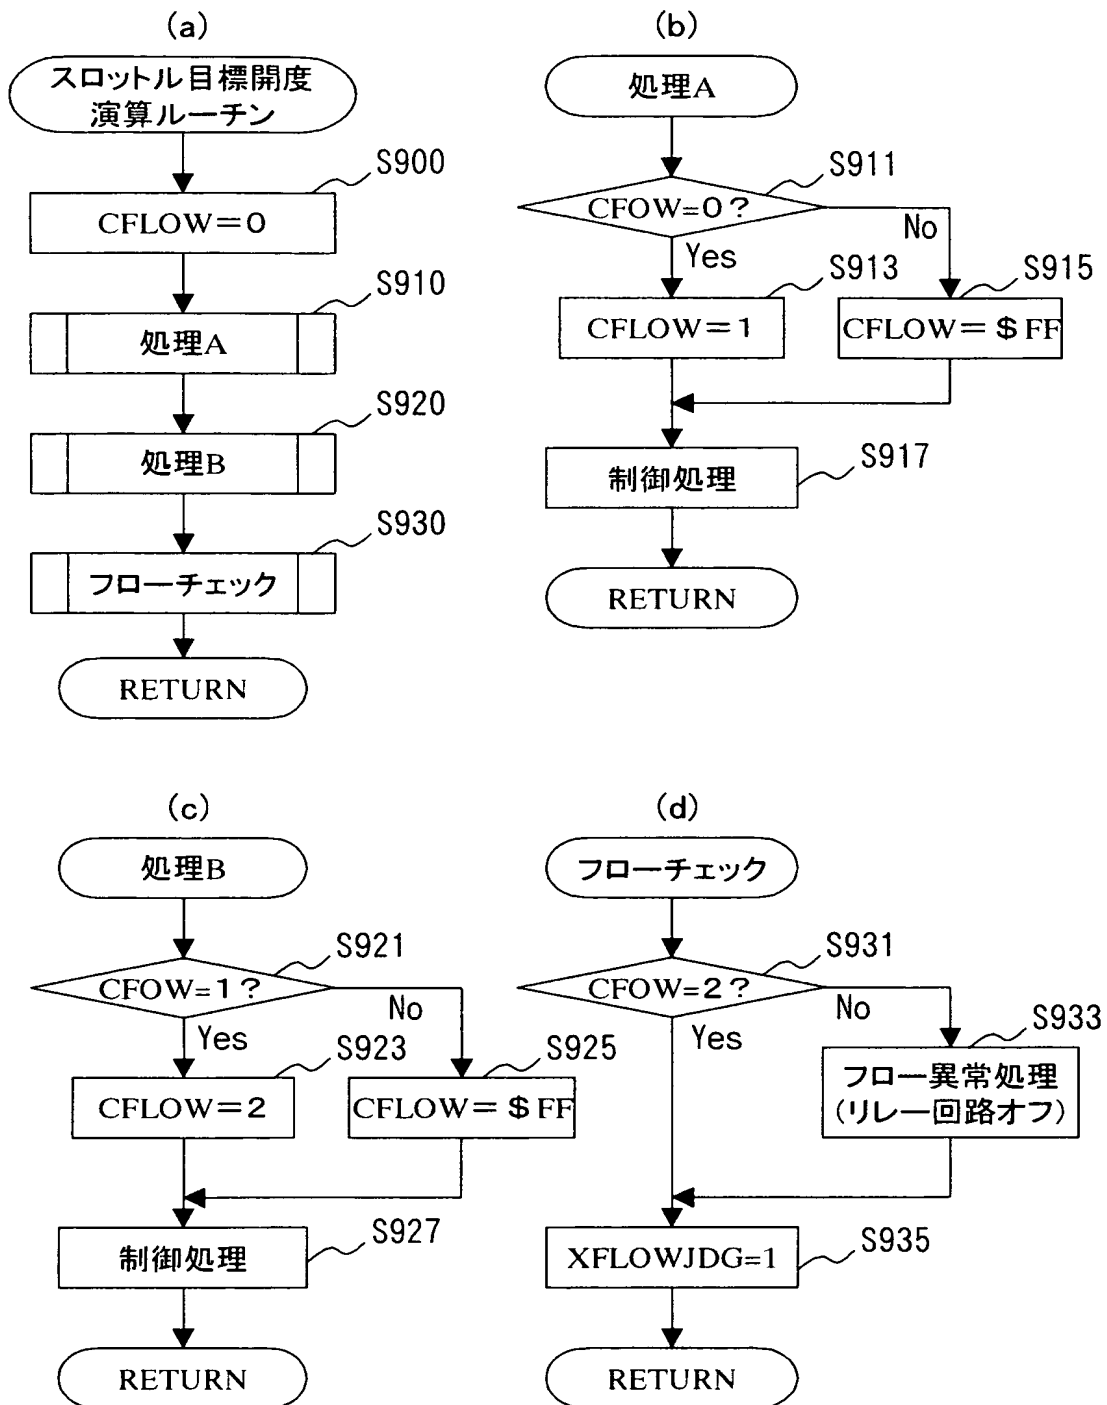 (a)
スロットル目標開度
演算ルーチン
S900
CFLOW=0
S910
処理A
S920
処理B
S930
フローチェック
RETURN
(b)
処理A
S911
CFOW=0?
No
Yes
S913
S915
CFLOW=1
CFLOW=$FF
S917
制御処理
RETURN
(c)
処理B
S921
CFOW=1?
No
Yes
S923
S925
CFLOW=2
CFLOW=$FF
S927
制御処理
RETURN
(d)
フローチェック
S931
CFOW=2?
No
Yes
S933
フロー異常処理
(リレー回路オフ)
S935
XFLOWJDG=1
RETURN